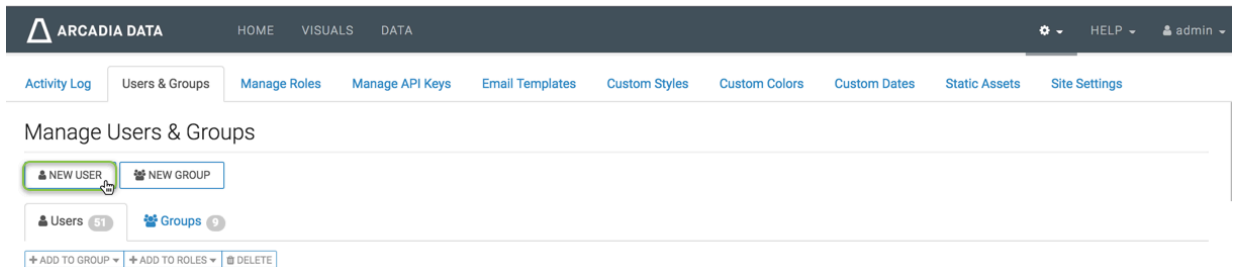 ARCADIA DATA HOME VISUALS DATA HELP admin
Activity Log Users & Groups Manage Roles Manage API Keys Email Templates Custom Styles Custom Colors Custom Dates Static Assets Site Settings
Manage Users & Groups
NEW USER NEW GROUP
Users 51 Groups 9
+ ADD TO GROUP + ADD TO ROLES DELETE